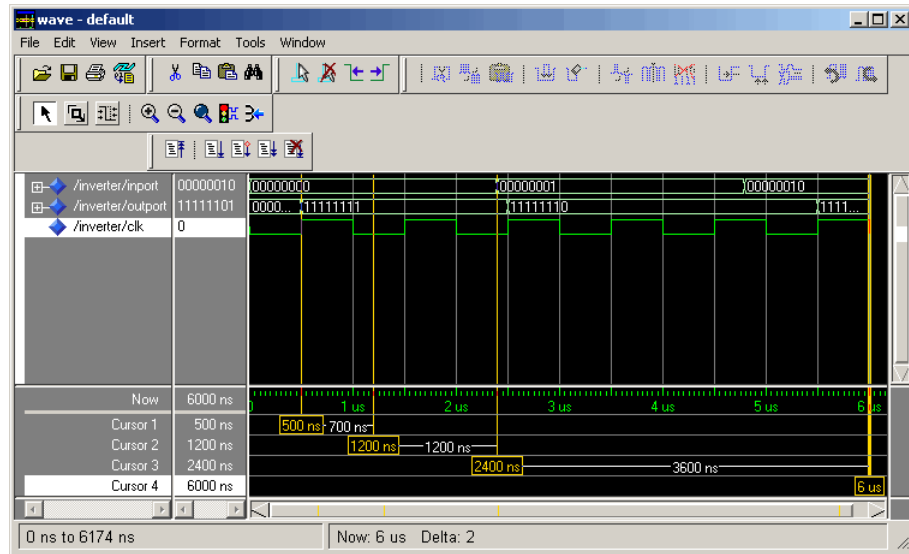 wave - default
File Edit View Insert Format Tools Window
/inverter/inport 00000010 00000000 00000001 00000010
/inverter/outport 11111101 0000... 11111111 11111110 1111...
/inverter/clk 0
Now 6000 ns 1 us 2 us 3 us 4 us 5 us 6 us
Cursor 1 500 ns 500 ns 700 ns
Cursor 2 1200 ns 1200 ns 1200 ns
Cursor 3 2400 ns 2400 ns 3600 ns
Cursor 4 6000 ns 6 us
0 ns to 6174 ns Now: 6 us Delta: 2